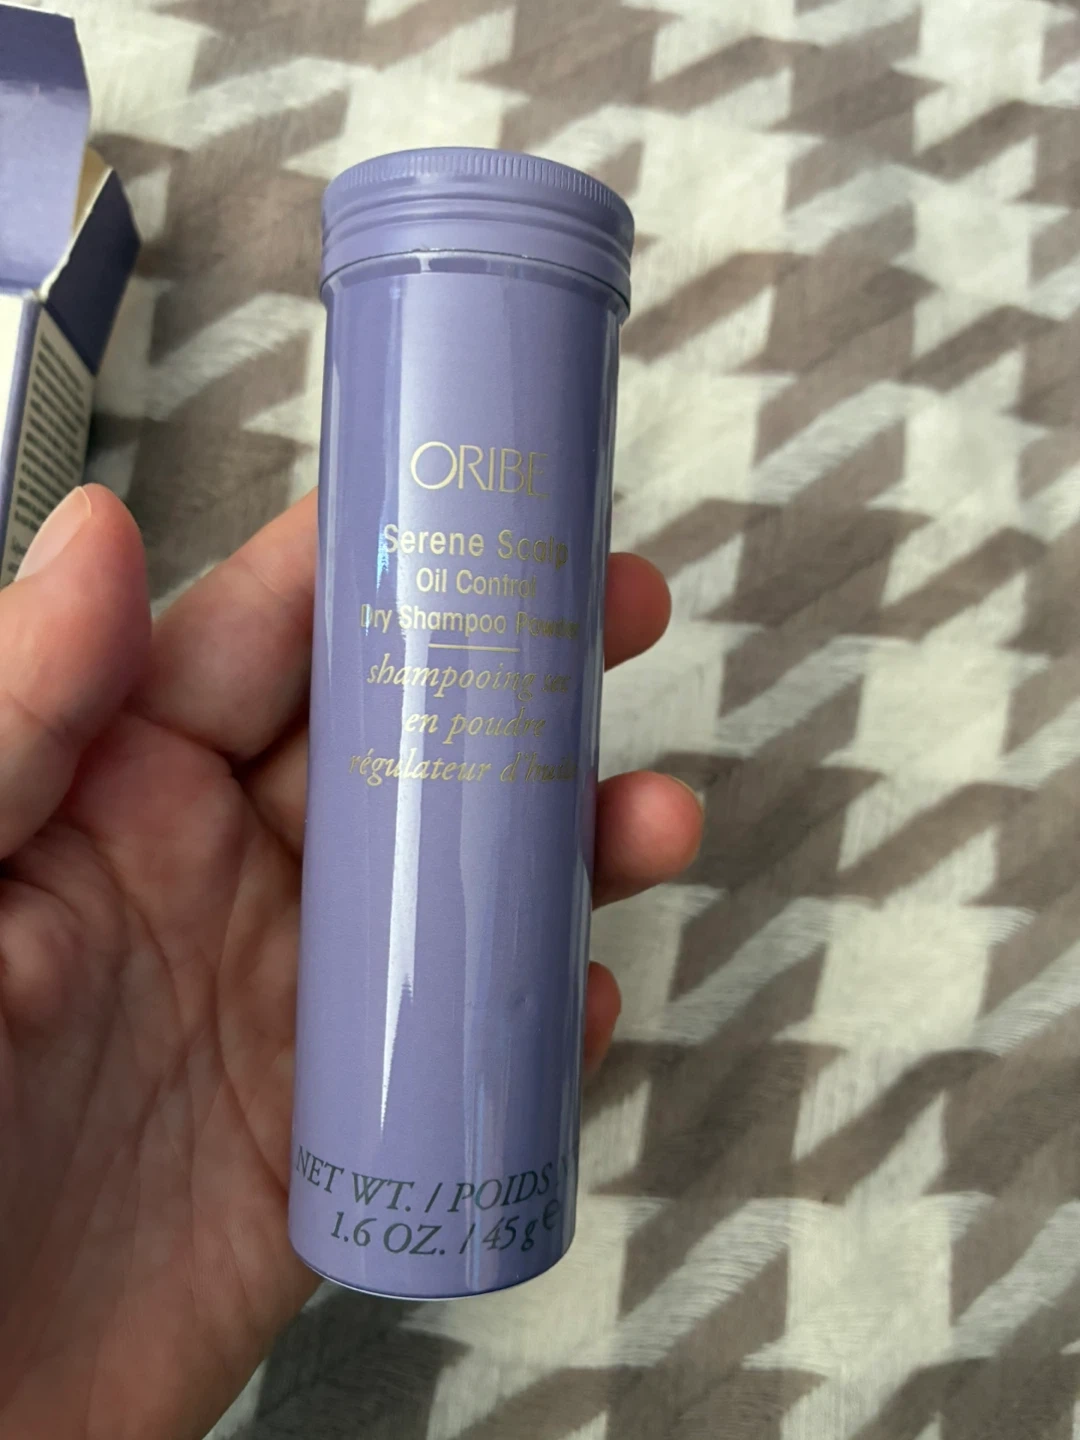 ORIBE
Serene Scalp
Oil Control
Dry Shampoo Powder
shampooing sec
en poudre
régulateur d'huile
NET WT. / POIDS
1.6 OZ. / 45 g e